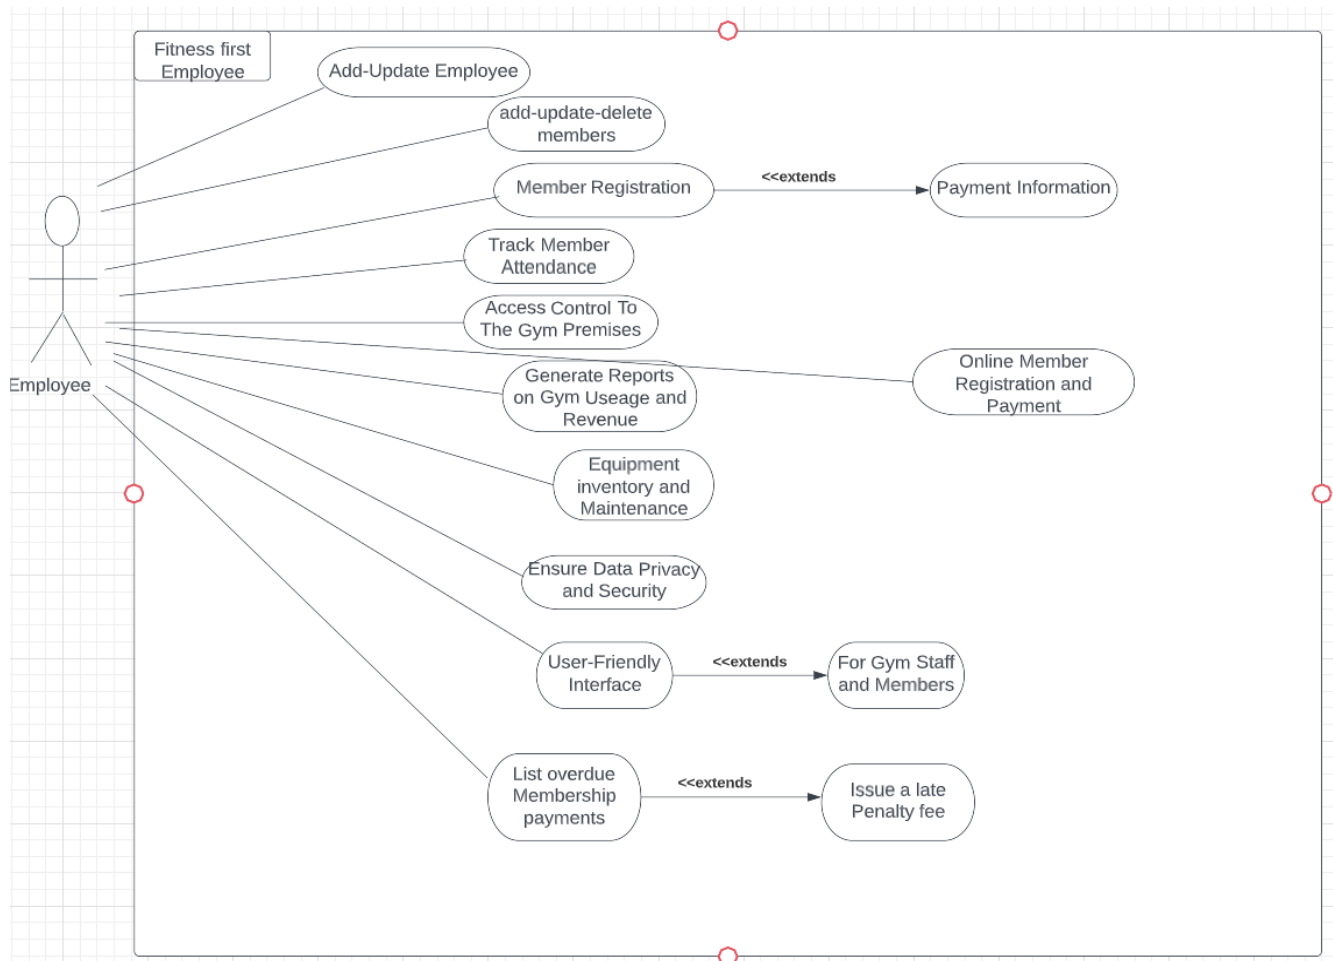 Fitness first
Employee
Add-Update Employee
add-update-delete
members
Member Registration
<<extends
Payment Information
Track Member
Attendance
Access Control To
The Gym Premises
Online Member
Registration and
Payment
Generate Reports
on Gym Useage and
Revenue
Employee
Equipment
inventory and
Maintenance
Ensure Data Privacy
and Security
User-Friendly
Interface
<<extends
For Gym Staff
and Members
List overdue
Membership
payments
<<extends
Issue a late
Penalty fee